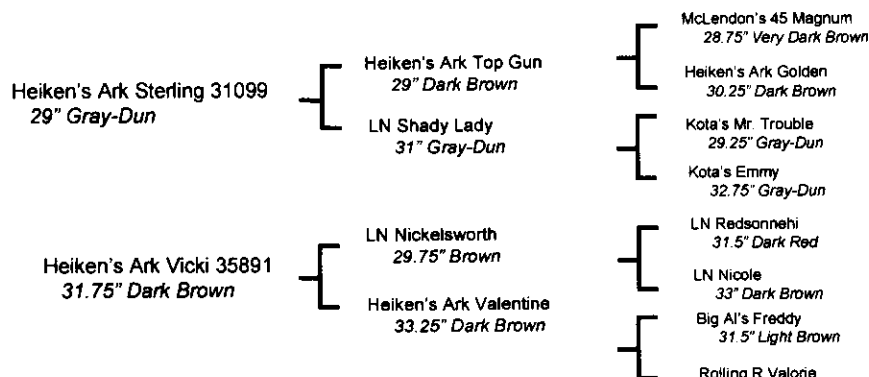 McLendon's 45 Magnum
28.75" Very Dark Brown
Heiken's Ark Top Gun
29" Dark Brown
Heiken's Ark Golden
30.25" Dark Brown
Heiken's Ark Sterling 31099
29" Gray-Dun
LN Shady Lady
31" Gray-Dun
Kota's Mr. Trouble
29.25" Gray-Dun
Kota's Emmy
32.75" Gray-Dun
LN Nickelsworth
29.75" Brown
LN Redsonnehi
31.5" Dark Red
Heiken's Ark Vicki 35891
31.75" Dark Brown
LN Nicole
33" Dark Brown
Heiken's Ark Valentine
33.25" Dark Brown
Big Al's Freddy
31.5" Light Brown
Rolling R Valorie